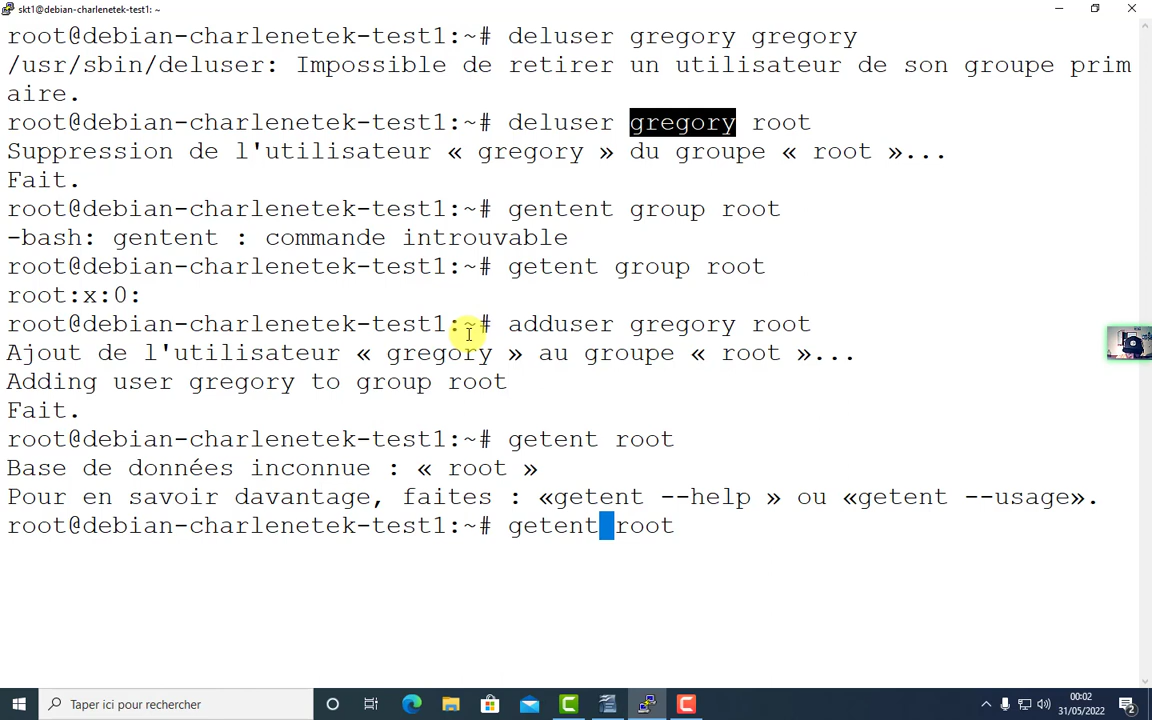 skt1@debian-charlenetek-test1: ~
root@debian-charlenetek-test1:~# deluser gregory gregory
/usr/sbin/deluser: Impossible de retirer un utilisateur de son groupe prim
aire.
root@debian-charlenetek-test1:~# deluser gregory root
Suppression de l'utilisateur « gregory » du groupe « root »...
Fait.
root@debian-charlenetek-test1:~# gentent group root
-bash: gentent : commande introuvable
root@debian-charlenetek-test1:~# getent group root
root:x:0:
root@debian-charlenetek-test1:~# adduser gregory root
Ajout de l'utilisateur « gregory » au groupe « root »...
Adding user gregory to group root
Fait.
root@debian-charlenetek-test1:~# getent root
Base de données inconnue : « root »
Pour en savoir davantage, faites : «getent --help » ou «getent --usage».
root@debian-charlenetek-test1:~# getent root
Taper ici pour rechercher
00:02
31/05/2022
2